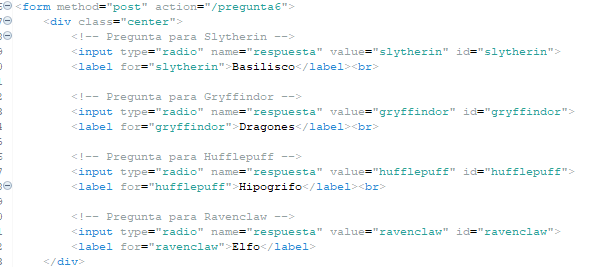 <form method="post" action="/pregunta6">
<div class="center">
<!-- Pregunta para Slytherin -->
<input type="radio" name="respuesta" value="slytherin" id="slytherin">
<label for="slytherin">Basilisco</label><br>
<!-- Pregunta para Gryffindor -->
<input type="radio" name="respuesta" value="gryffindor" id="gryffindor">
<label for="gryffindor">Dragones</label><br>
<!-- Pregunta para Hufflepuff -->
<input type="radio" name="respuesta" value="hufflepuff" id="hufflepuff">
<label for="hufflepuff">Hipogrifo</label><br>
<!-- Pregunta para Ravenclaw -->
<input type="radio" name="respuesta" value="ravenclaw" id="ravenclaw">
<label for="ravenclaw">Elfo</label>
</div>